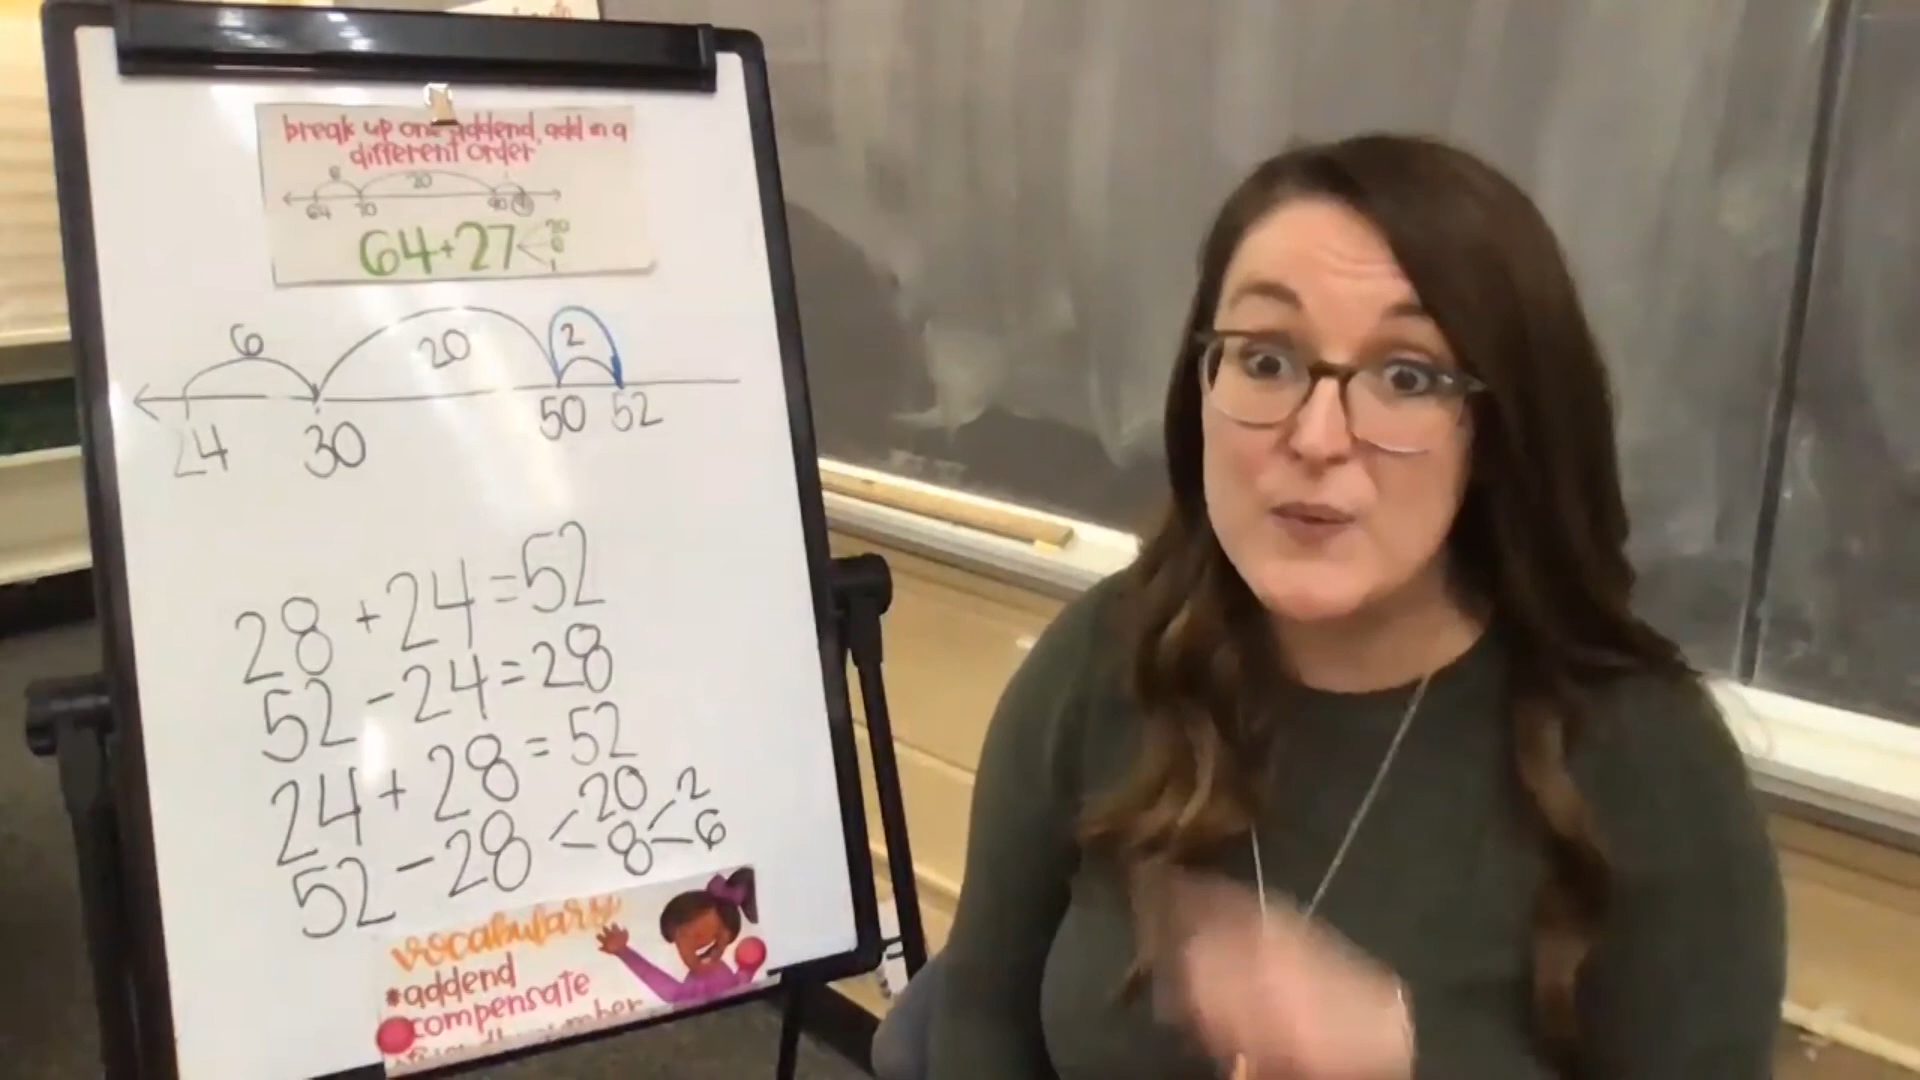 break up one addend, add in a
different order
6 20
64 70 90
64+27 20
6
1
6 20 2
24 30 50 52
28 + 24 = 52
52 - 24 = 28
24 + 28 = 52
52 - 28 < 20
8 < 2
6
vocabulary
*addend
compensate